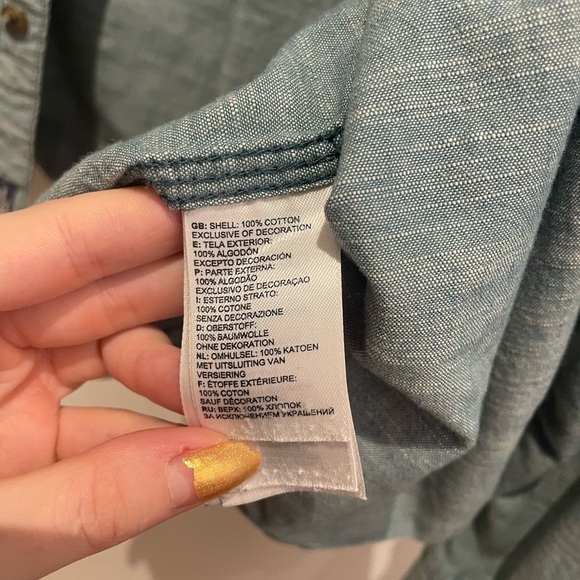 GB: SHELL: 100% COTTON
EXCLUSIVE OF DECORATION
E: TELA EXTERIOR:
100% ALGODÓN
EXCEPTO DECORACIÓN
P: PARTE EXTERNA:
100% ALGODÃO
EXCLUSIVO DE DECORAÇAO
I: ESTERNO STRATO:
100% COTONE
SENZA DECORAZIONE
D: OBERSTOFF:
100% BAUMWOLLE
OHNE DEKORATION
NL: OMHULSEL: 100% KATOEN
MET UITSLUITING VAN
VERSIERING
F: ÉTOFFE EXTÉRIEURE:
100% COTON
SAUF DÉCORATION
RU: ВЕРХ: 100% ХЛОПОК
ЗА ИСКЛЮЧЕНИЕМ УКРАШЕНИЙ